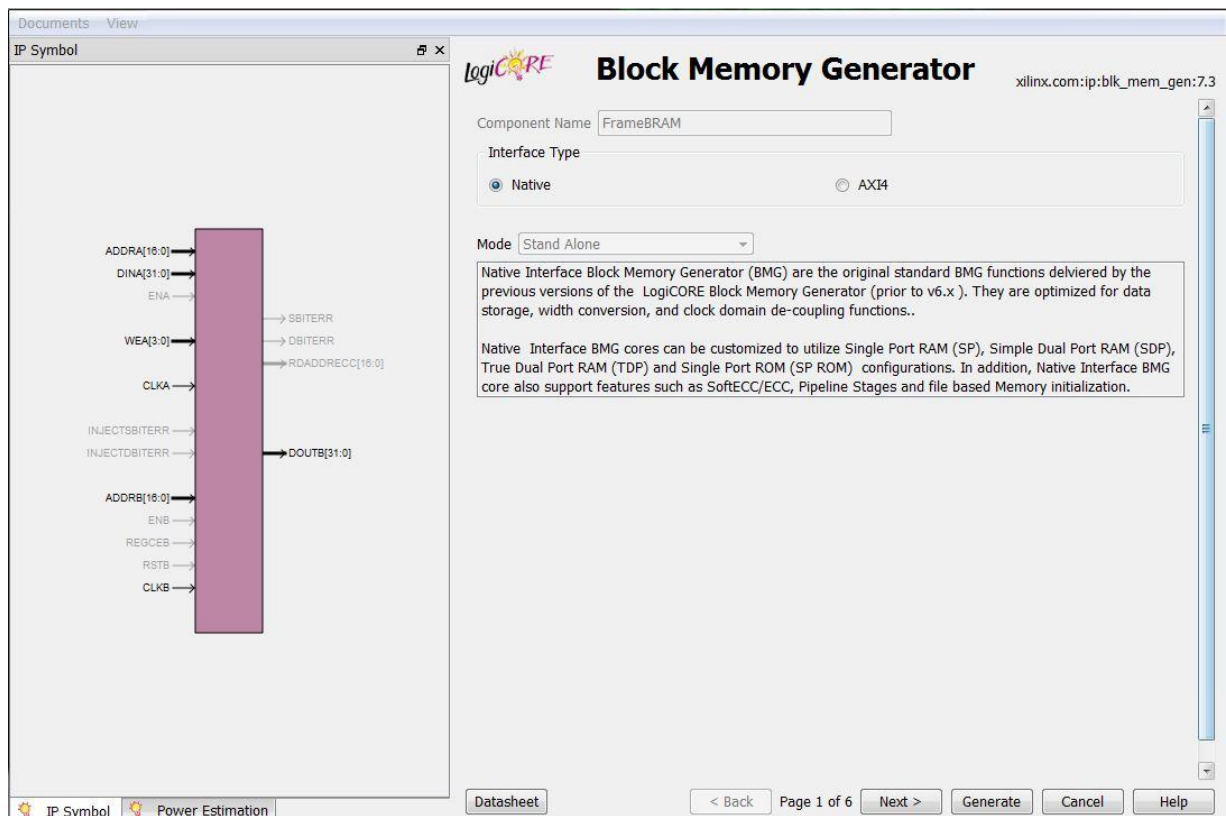 Documents View
IP Symbol
ADDRA[16:0]
DINA[31:0]
ENA
SBITERR
WEA[3:0]
DBITERR
RDADDRECC[16:0]
CLKA
INJECTSBITERR
INJECTDBITERR
DOUTB[31:0]
ADDRB[16:0]
ENB
REGCEB
RSTB
CLKB
IP Symbol
Power Estimation
LogiCORE
Block Memory Generator
xilinx.com:ip:blk_mem_gen:7.3
Component Name FrameBRAM
Interface Type
Native
AXI4
Mode Stand Alone
Native Interface Block Memory Generator (BMG) are the original standard BMG functions delviered by the
previous versions of the LogiCORE Block Memory Generator (prior to v6.x ). They are optimized for data
storage, width conversion, and clock domain de-coupling functions..
Native Interface BMG cores can be customized to utilize Single Port RAM (SP), Simple Dual Port RAM (SDP),
True Dual Port RAM (TDP) and Single Port ROM (SP ROM) configurations. In addition, Native Interface BMG
core also support features such as SoftECC/ECC, Pipeline Stages and file based Memory initialization.
Datasheet
< Back Page 1 of 6 Next > Generate Cancel Help